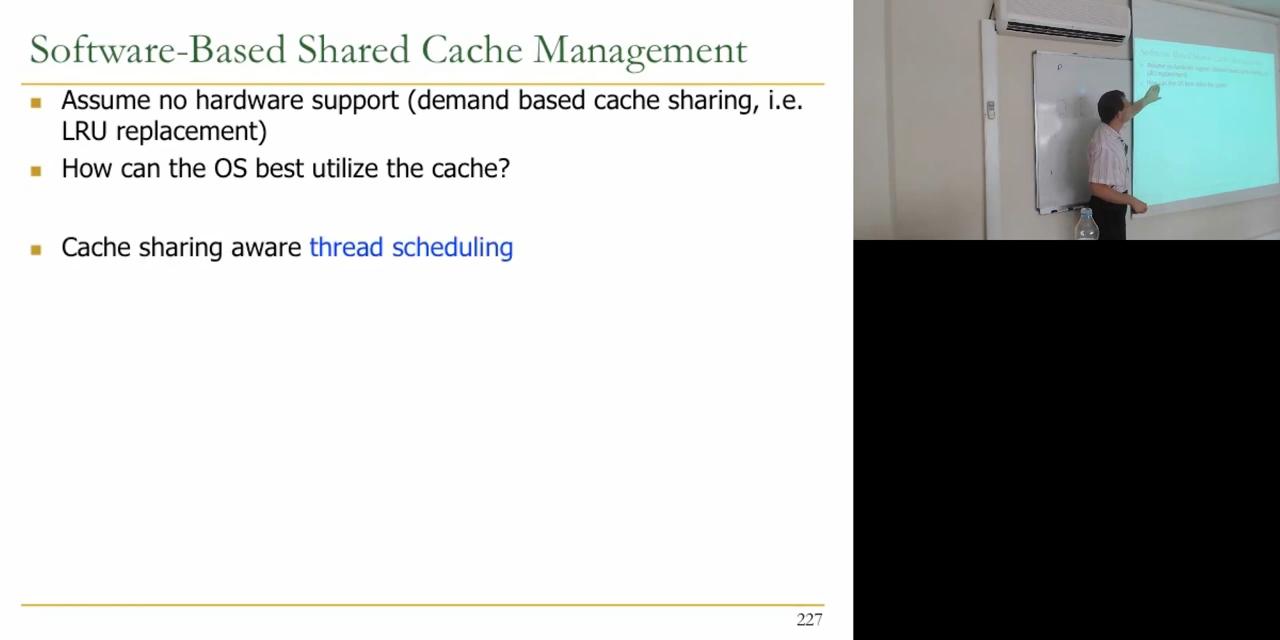 Software-Based Shared Cache Management
Assume no hardware support (demand based cache sharing, i.e.
LRU replacement)
How can the OS best utilize the cache?
Cache sharing aware thread scheduling
227